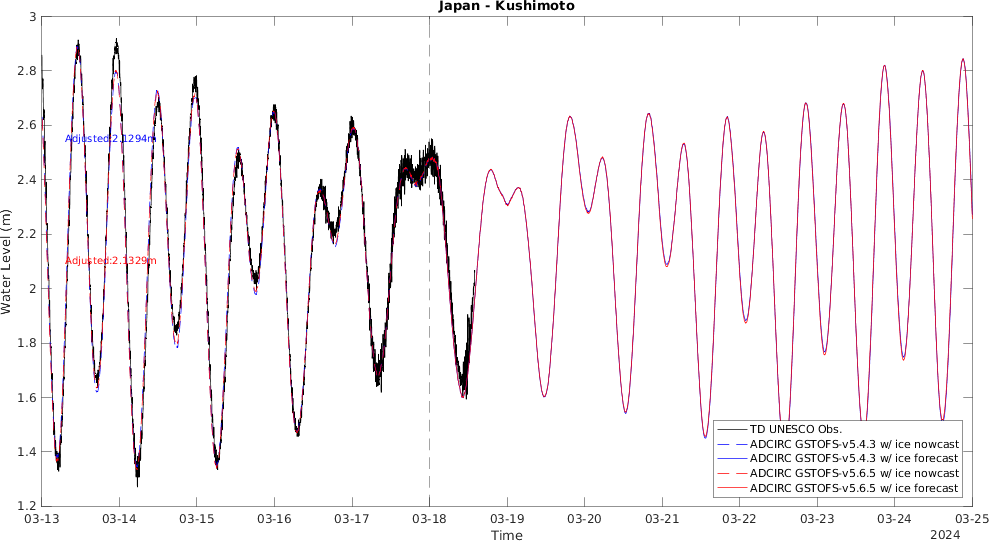 Japan - Kushimoto
3
2.8
2.6
2.4
2.2
2
1.8
1.6
1.4
1.2
Water Level (m)
Adjusted:2.1294m
Adjusted:2.1329m
TD UNESCO Obs.
ADCIRC GSTOFS-v5.4.3 w/ ice nowcast
ADCIRC GSTOFS-v5.4.3 w/ ice forecast
ADCIRC GSTOFS-v5.6.5 w/ ice nowcast
ADCIRC GSTOFS-v5.6.5 w/ ice forecast
03-13 03-14 03-15 03-16 03-17 03-18 03-19 03-20 03-21 03-22 03-23 03-24 03-25
Time
2024